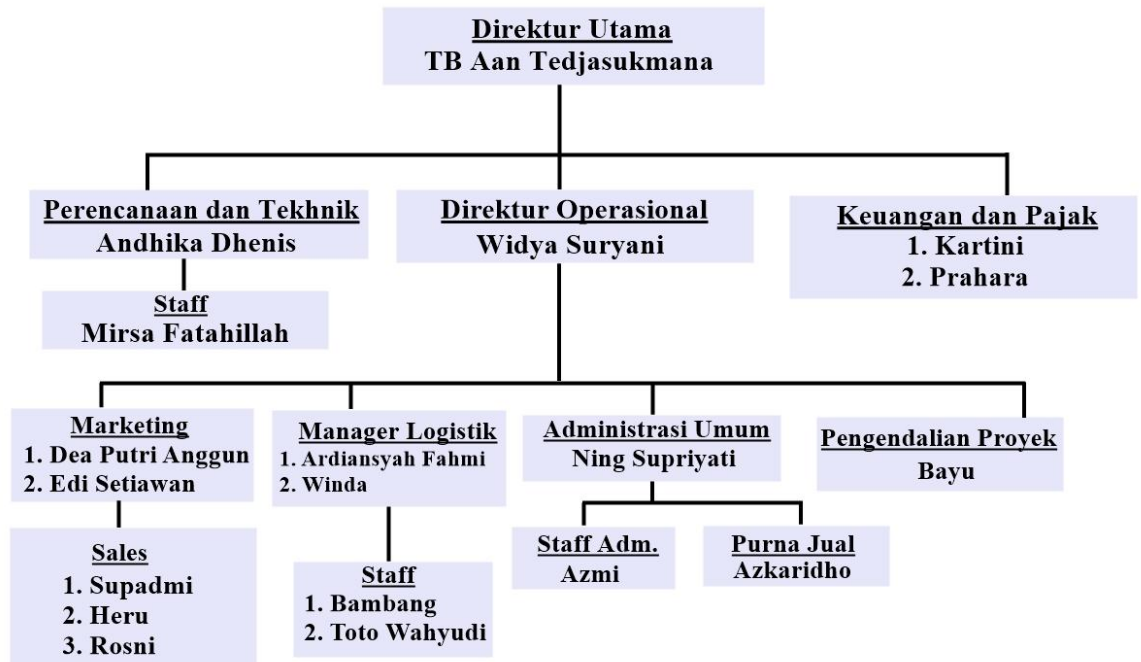 Direktur Utama
TB Aan Tedjasukmana
Perencanaan dan Tekhnik
Andhika Dhenis
Direktur Operasional
Widya Suryani
Keuangan dan Pajak
1. Kartini
2. Prahara
Staff
Mirsa Fatahillah
Marketing
1. Dea Putri Anggun
2. Edi Setiawan
Manager Logistik
1. Ardiansyah Fahmi
2. Winda
Administrasi Umum
Ning Supriyati
Pengendalian Proyek
Bayu
Sales
1. Supadmi
2. Heru
3. Rosni
Staff
1. Bambang
2. Toto Wahyudi
Staff Adm.
Azmi
Purna Jual
Azkaridho